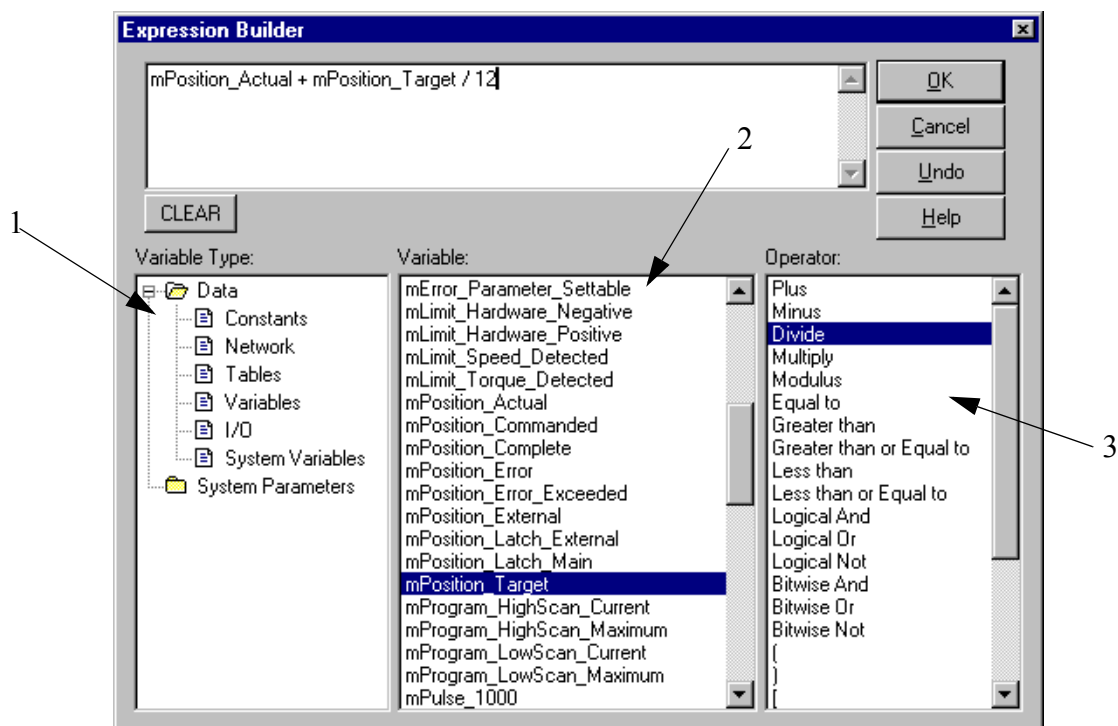 Expression Builder
mPosition_Actual + mPosition_Target / 12
OK
Cancel
Undo
Help
CLEAR
1
2
3
Variable Type:
Data
Constants
Network
Tables
Variables
I/O
System Variables
System Parameters
Variable:
mError_Parameter_Settable
mLimit_Hardware_Negative
mLimit_Hardware_Positive
mLimit_Speed_Detected
mLimit_Torque_Detected
mPosition_Actual
mPosition_Commanded
mPosition_Complete
mPosition_Error
mPosition_Error_Exceeded
mPosition_External
mPosition_Latch_External
mPosition_Latch_Main
mPosition_Target
mProgram_HighScan_Current
mProgram_HighScan_Maximum
mProgram_LowScan_Current
mProgram_LowScan_Maximum
mPulse_1000
Operator:
Plus
Minus
Divide
Multiply
Modulus
Equal to
Greater than
Greater than or Equal to
Less than
Less than or Equal to
Logical And
Logical Or
Logical Not
Bitwise And
Bitwise Or
Bitwise Not
(
)
[